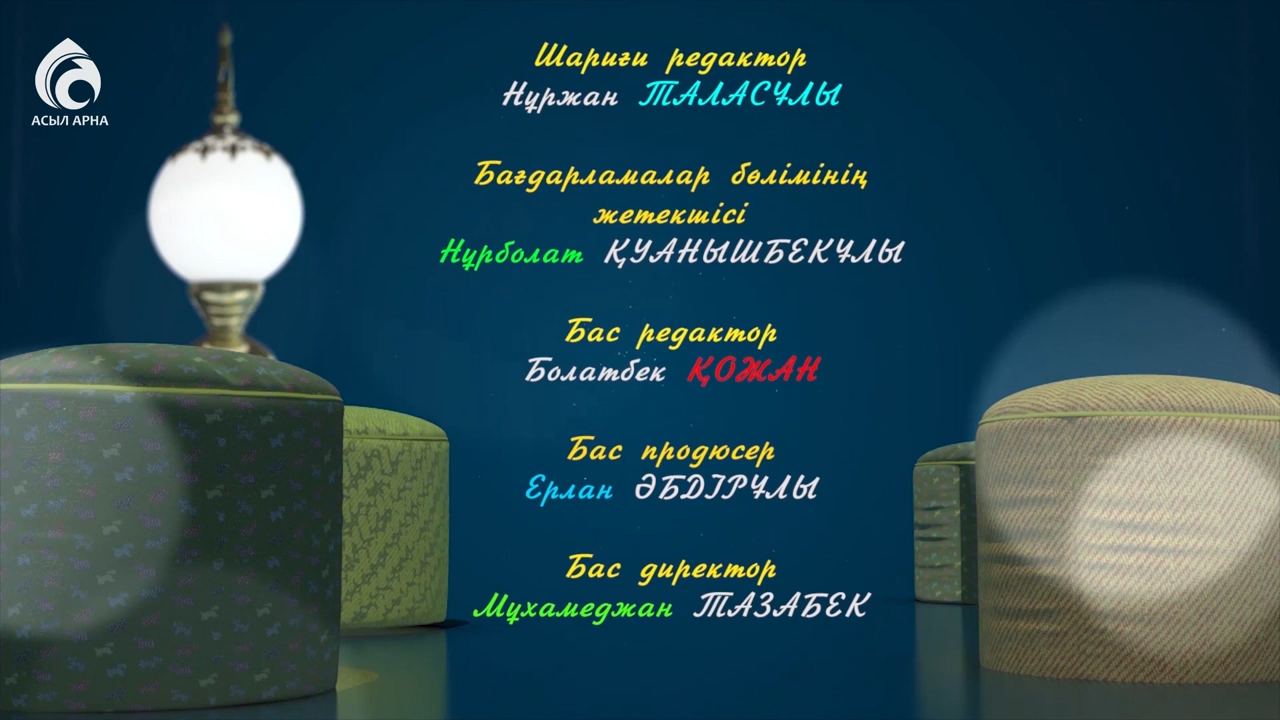 АСЫЛ АРНА
Шариғи редактор
Нұржан ТАЛАСҰЛЫ
Бағдарламалар бөлімінің
жетекшісі
Нұрболат ҚУАНЫШБЕКҰЛЫ
Бас редактор
Болатбек ҚОЖАН
Бас продюсер
Ерлан ӘБДІРҰЛЫ
Бас директор
Мұхамеджан ТАЗАБЕК